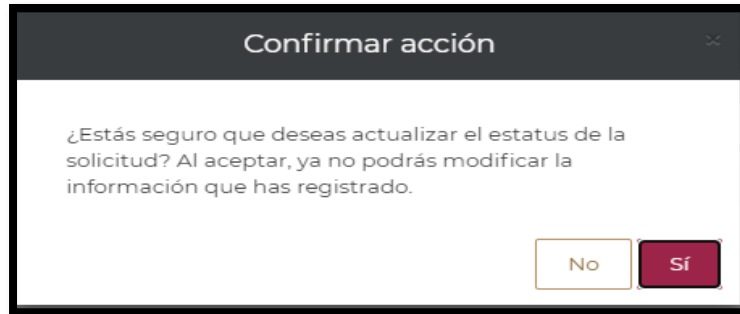 Confirmar acción ×
¿Estás seguro que deseas actualizar el estatus de la
solicitud? Al aceptar, ya no podrás modificar la
información que has registrado.
No Sí